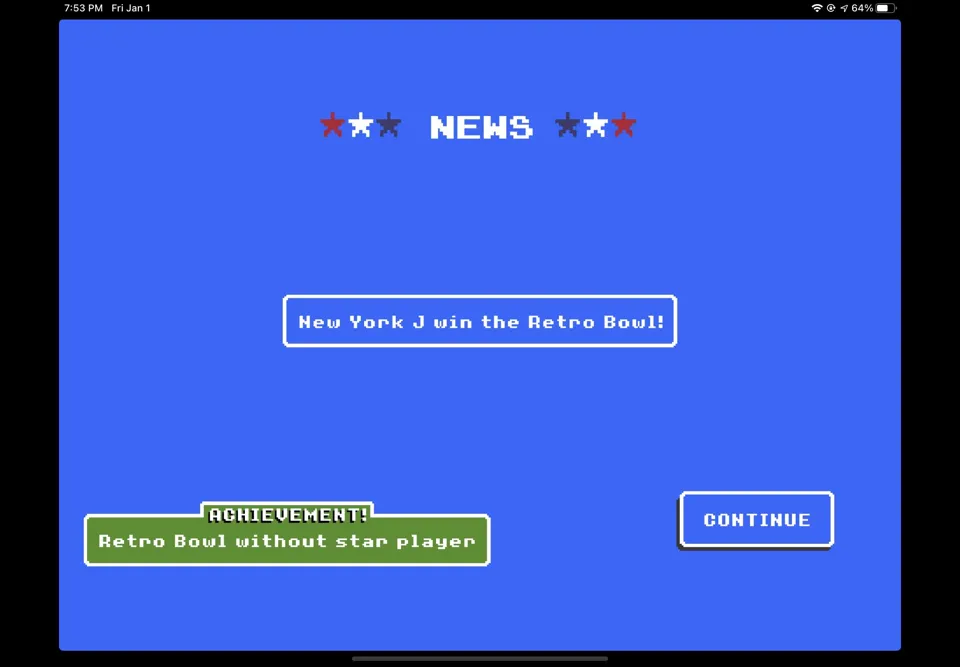 7:53 PM Fri Jan 1
64%
NEWS
New York J win the Retro Bowl!
ACHIEVEMENT!
Retro Bowl without star player
CONTINUE